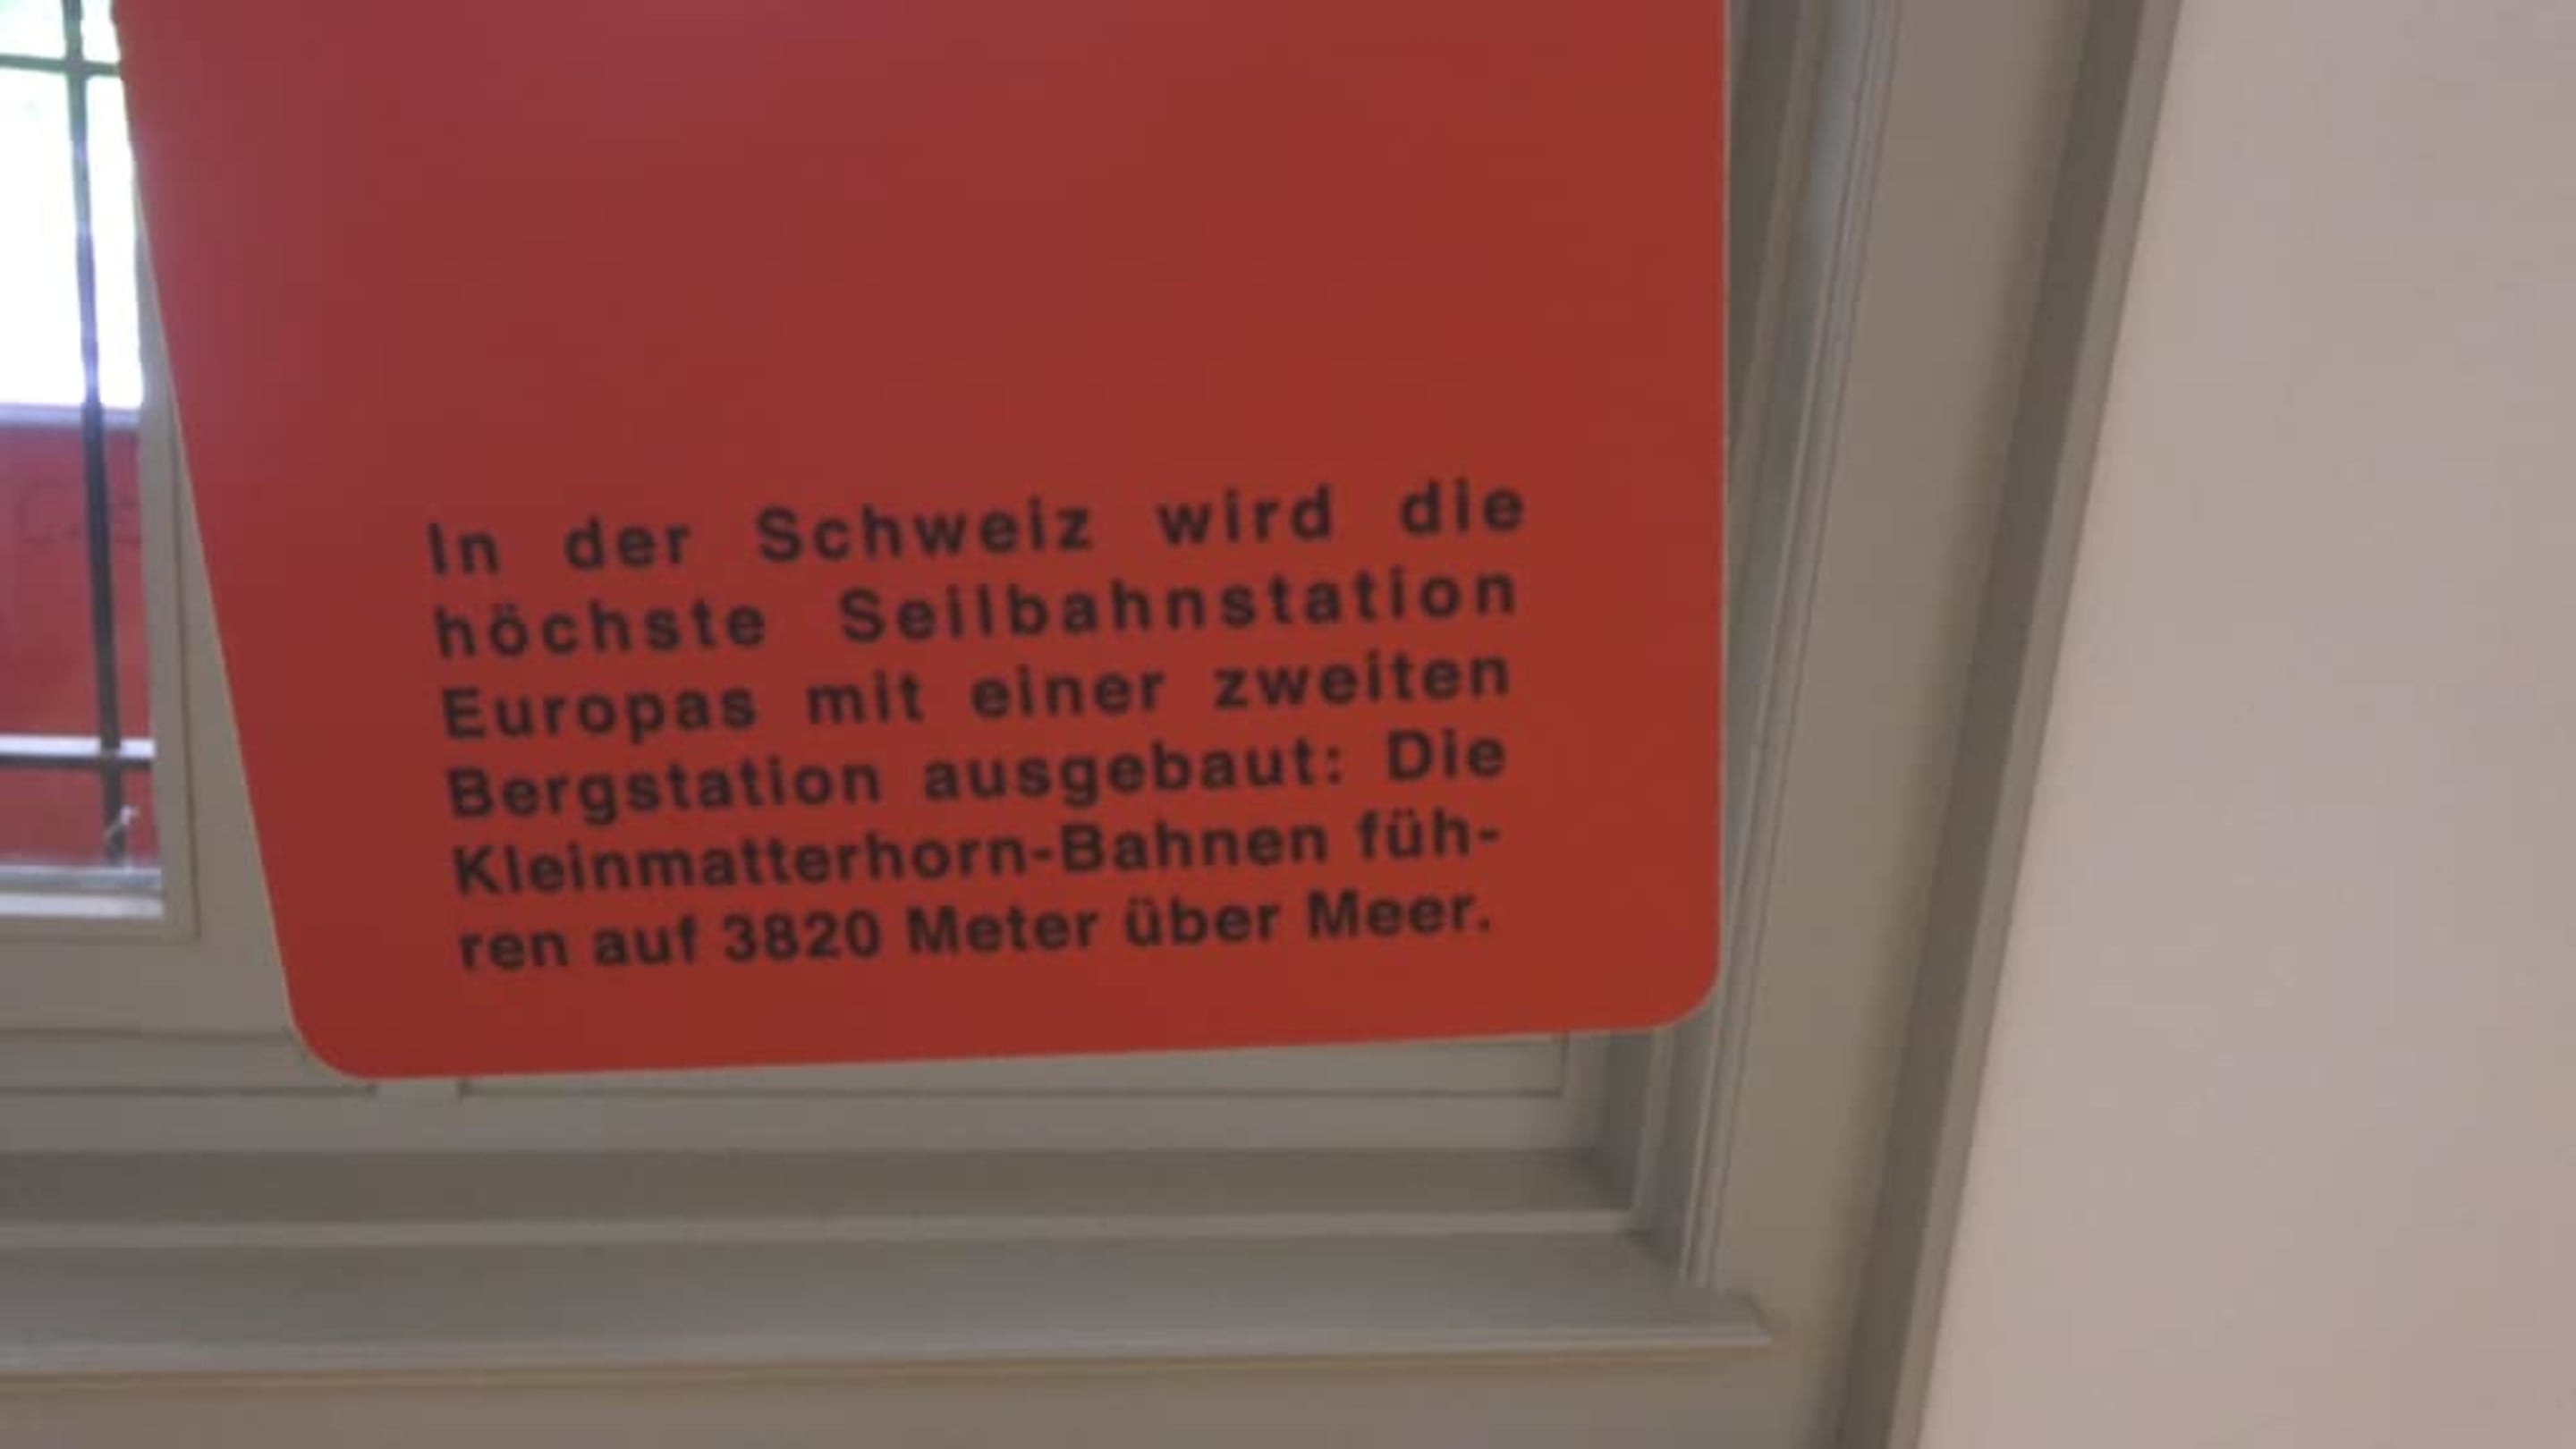 In der Schweiz wird die
höchste Seilbahnstation
Europas mit einer zweiten
Bergstation ausgebaut: Die
Kleinmatterhorn-Bahnen füh-
ren auf 3820 Meter über Meer.